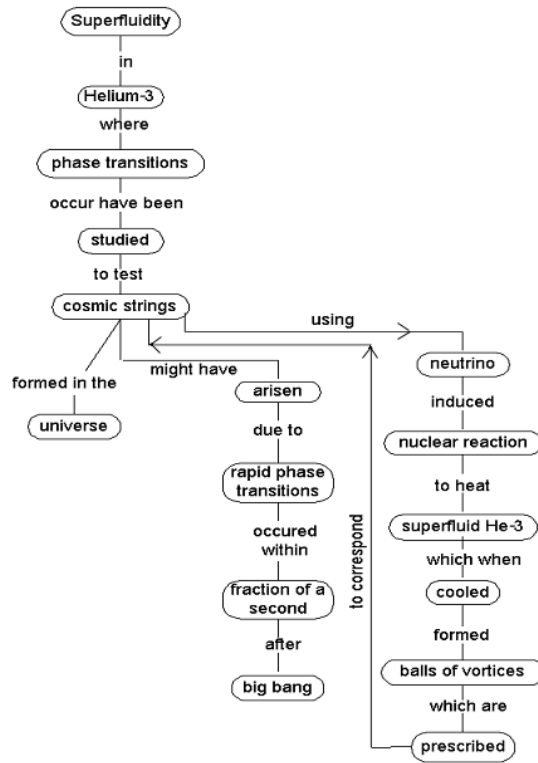 Superfluidity
in
Helium-3
where
phase transitions
occur have been
studied
to test
cosmic strings
formed in the
universe
might have
arisen
due to
rapid phase
transitions
occured
within
fraction of a
second
after
big bang
using
neutrino
induced
nuclear reaction
to heat
superfluid He-3
which when
cooled
formed
balls of vortices
which are
prescribed
to correspond